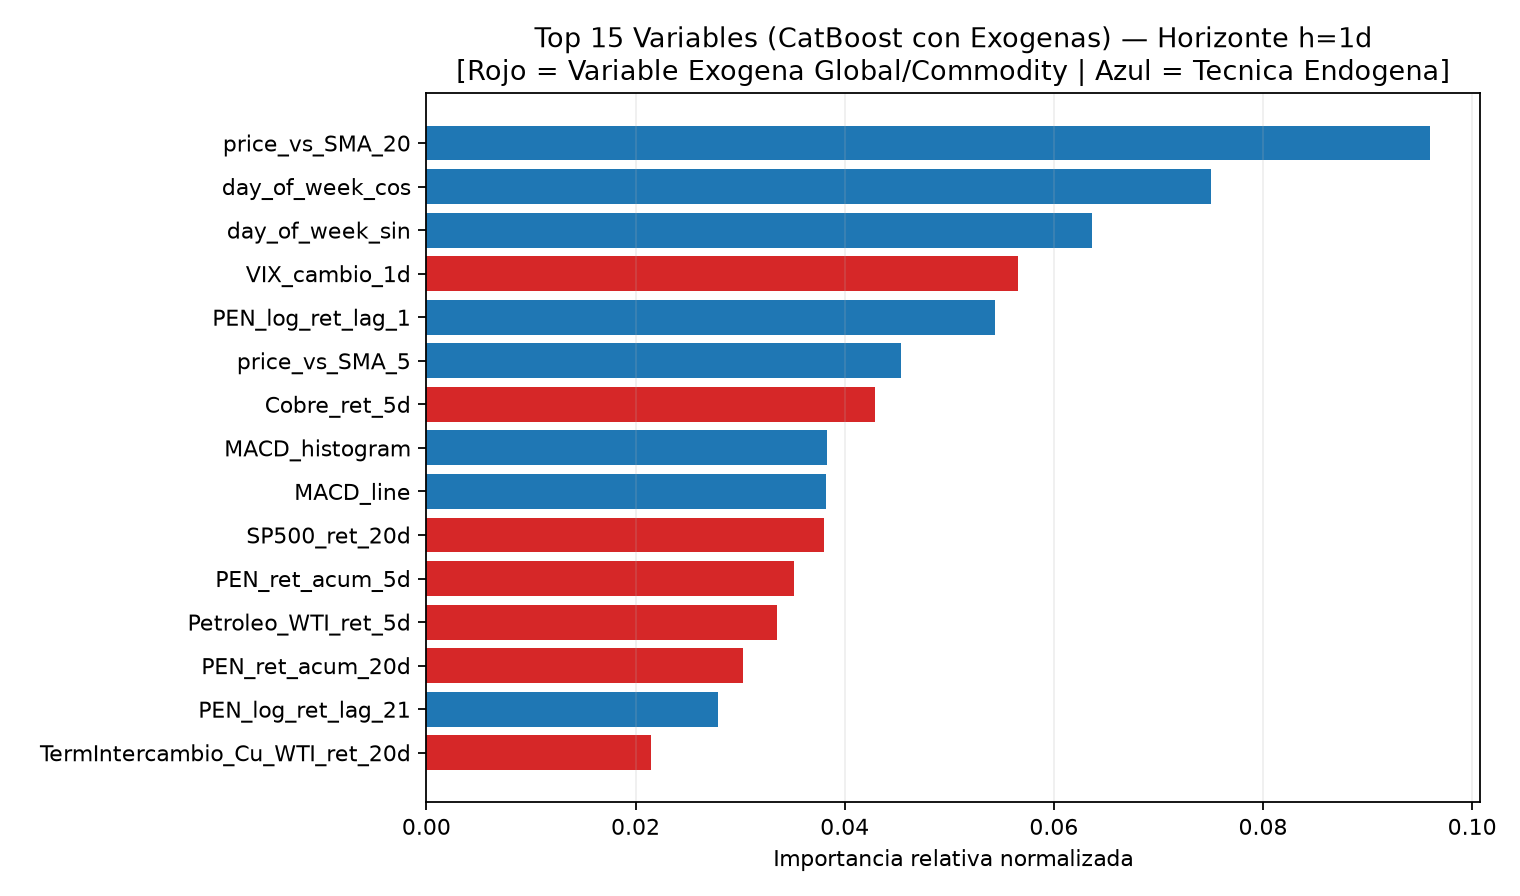 Top 15 Variables (CatBoost con Exogenas) — Horizonte h=1d
[Rojo = Variable Exogena Global/Commodity | Azul = Tecnica Endogena]
price_vs_SMA_20
day_of_week_cos
day_of_week_sin
VIX_cambio_1d
PEN_log_ret_lag_1
price_vs_SMA_5
Cobre_ret_5d
MACD_histogram
MACD_line
SP500_ret_20d
PEN_ret_acum_5d
Petroleo_WTI_ret_5d
PEN_ret_acum_20d
PEN_log_ret_lag_21
TermIntercambio_Cu_WTI_ret_20d
0.00 0.02 0.04 0.06 0.08 0.10
Importancia relativa normalizada